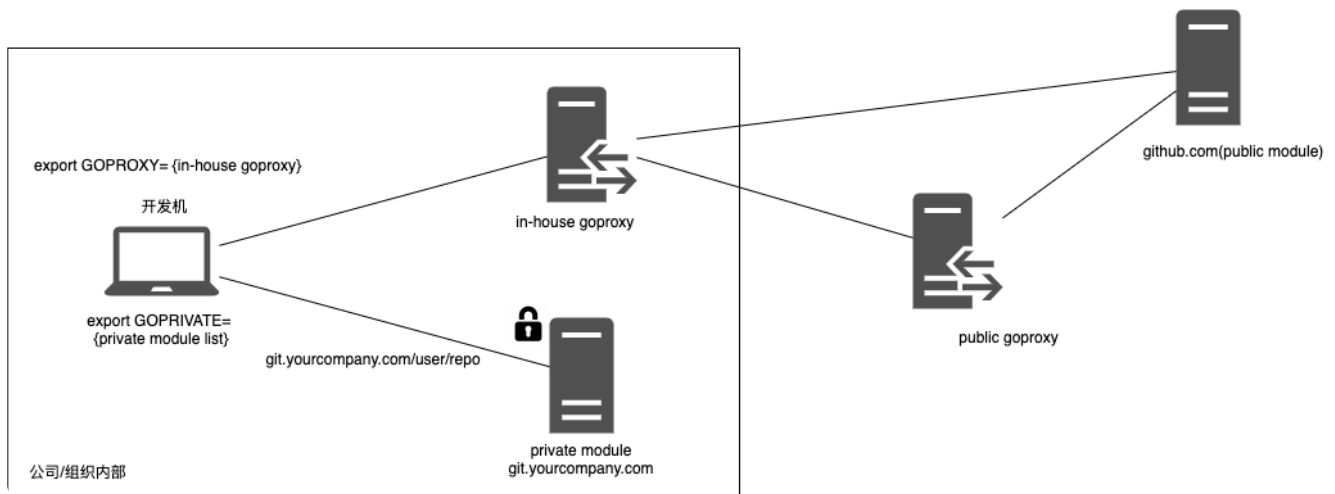 github.com(public module)
export GOPROXY= {in-house goproxy}
开发机
in-house goproxy
export GOPRIVATE=
{private module list}
public goproxy
git.yourcompany.com/user/repo
private module
git.yourcompany.com
公司/组织内部